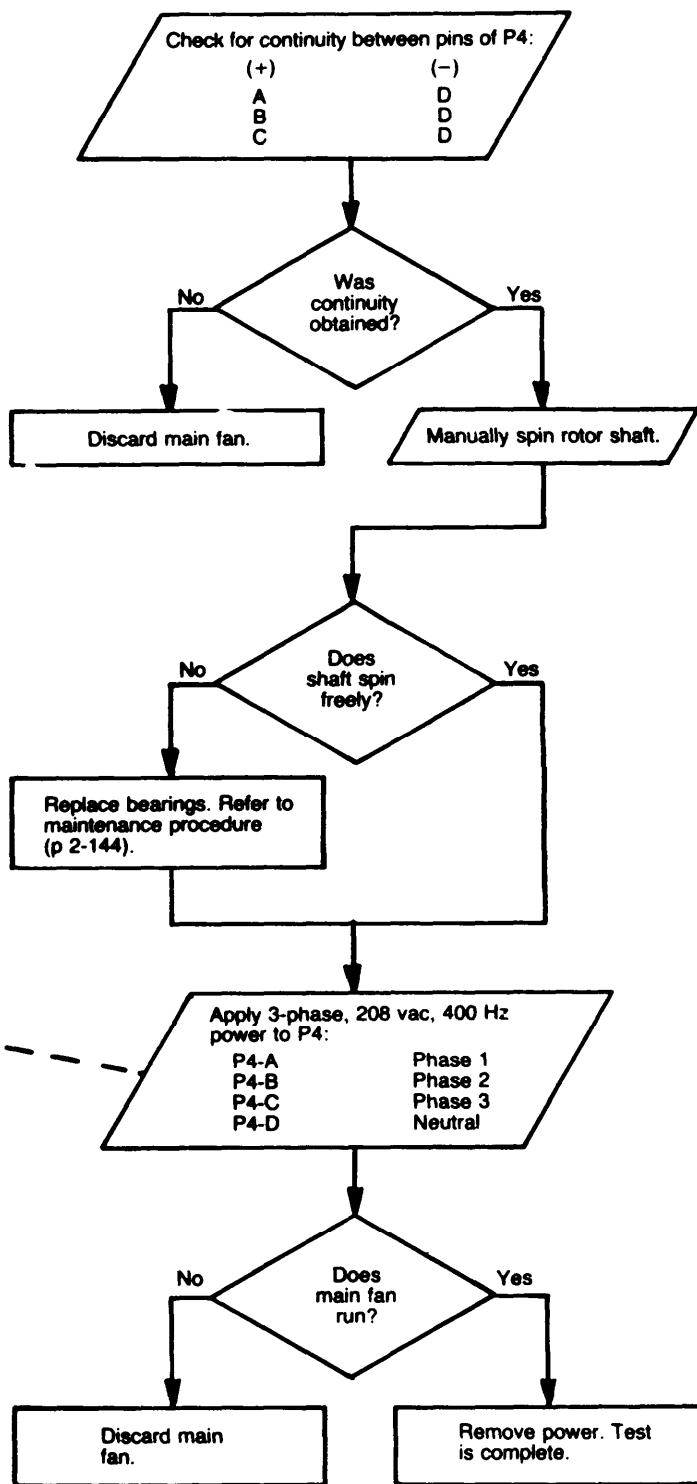 Check for continuity between pins of P4:
(+) (-)
A D
B D
C D
Was
continuity
obtained?
No
Yes
Discard main fan.
Manually spin rotor shaft.
Does
shaft spin
freely?
No
Yes
Replace bearings. Refer to
maintenance procedure
(p 2-144).
Apply 3-phase, 208 vac, 400 Hz
power to P4:
P4-A Phase 1
P4-B Phase 2
P4-C Phase 3
P4-D Neutral
Does
main fan
run?
No
Yes
Discard main
fan.
Remove power. Test
is complete.